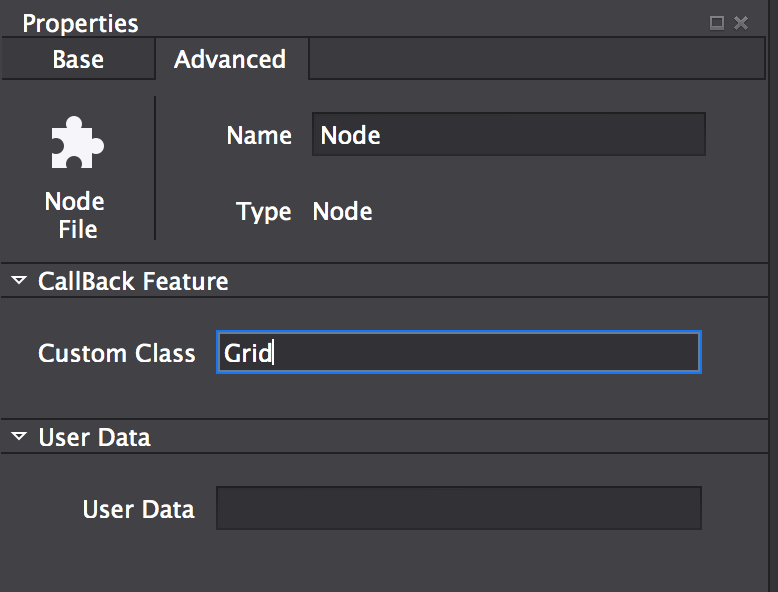 Properties
Base
Advanced
Name
Node
Node
File
Type
Node
CallBack Feature
Custom Class
Grid
User Data
User Data